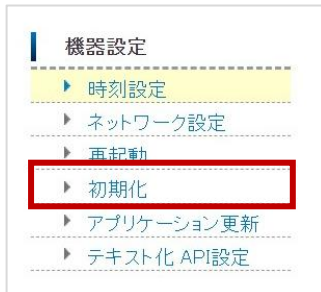 機器設定
時刻設定
ネットワーク設定
再起動
初期化
アプリケーション更新
テキスト化 API設定